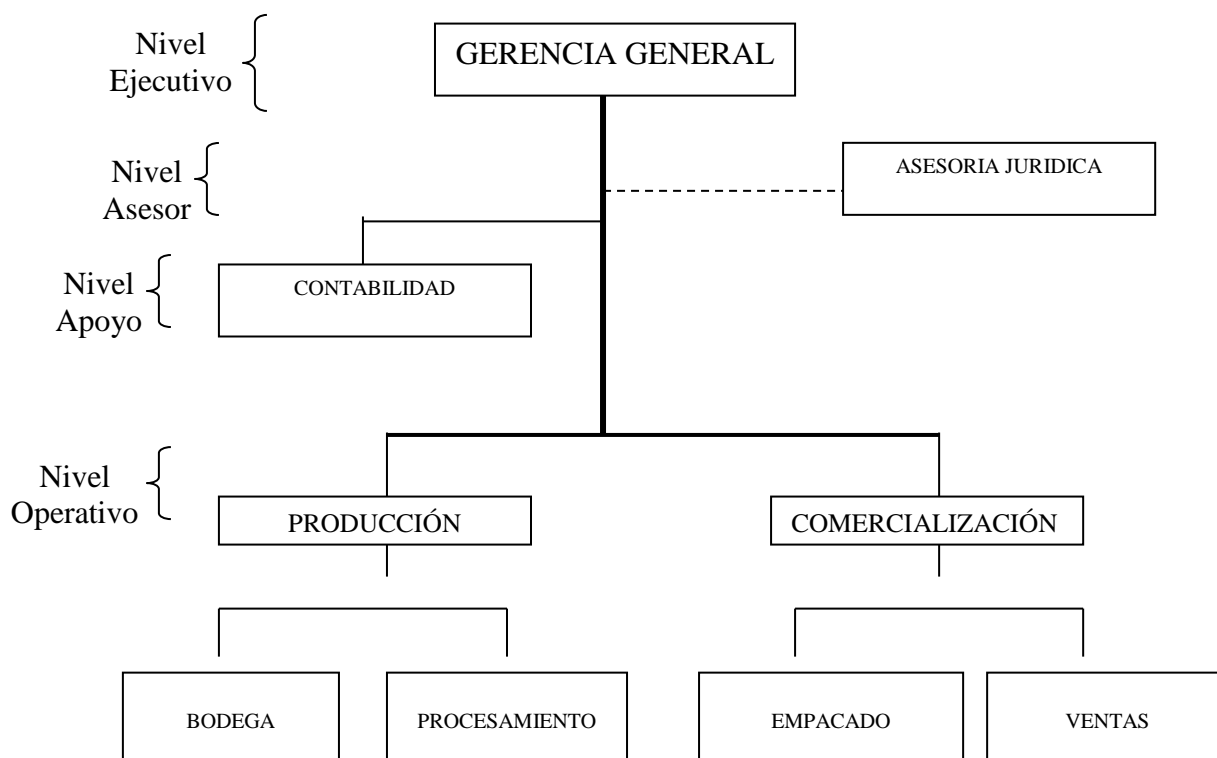 Nivel
Ejecutivo
GERENCIA GENERAL
Nivel
Asesor
ASESORIA JURIDICA
Nivel
Apoyo
CONTABILIDAD
Nivel
Operativo
PRODUCCIÓN
COMERCIALIZACIÓN
BODEGA
PROCESAMIENTO
EMPACADO
VENTAS